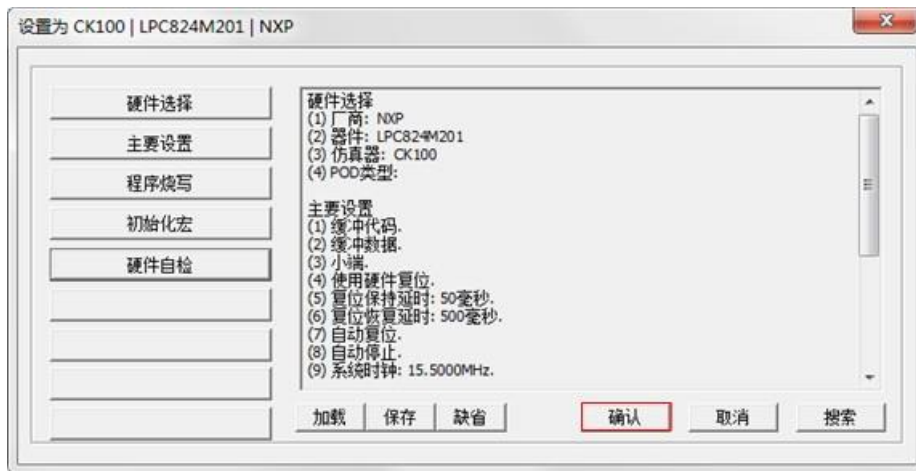 设置为 CK100 | LPC824M201 | NXP
硬件选择
主要设置
程序烧写
初始化宏
硬件自检
硬件选择
(1) 厂商: NXP
(2) 器件: LPC824M201
(3) 仿真器: CK100
(4) POD类型:
主要设置
(1) 缓冲代码.
(2) 缓冲数据.
(3) 小端.
(4) 使用硬件复位.
(5) 复位保持延时: 50毫秒.
(6) 复位恢复延时: 500毫秒.
(7) 自动复位.
(8) 自动停止.
(9) 系统时钟: 15.5000MHz.
加载
保存
缺省
确认
取消
搜索